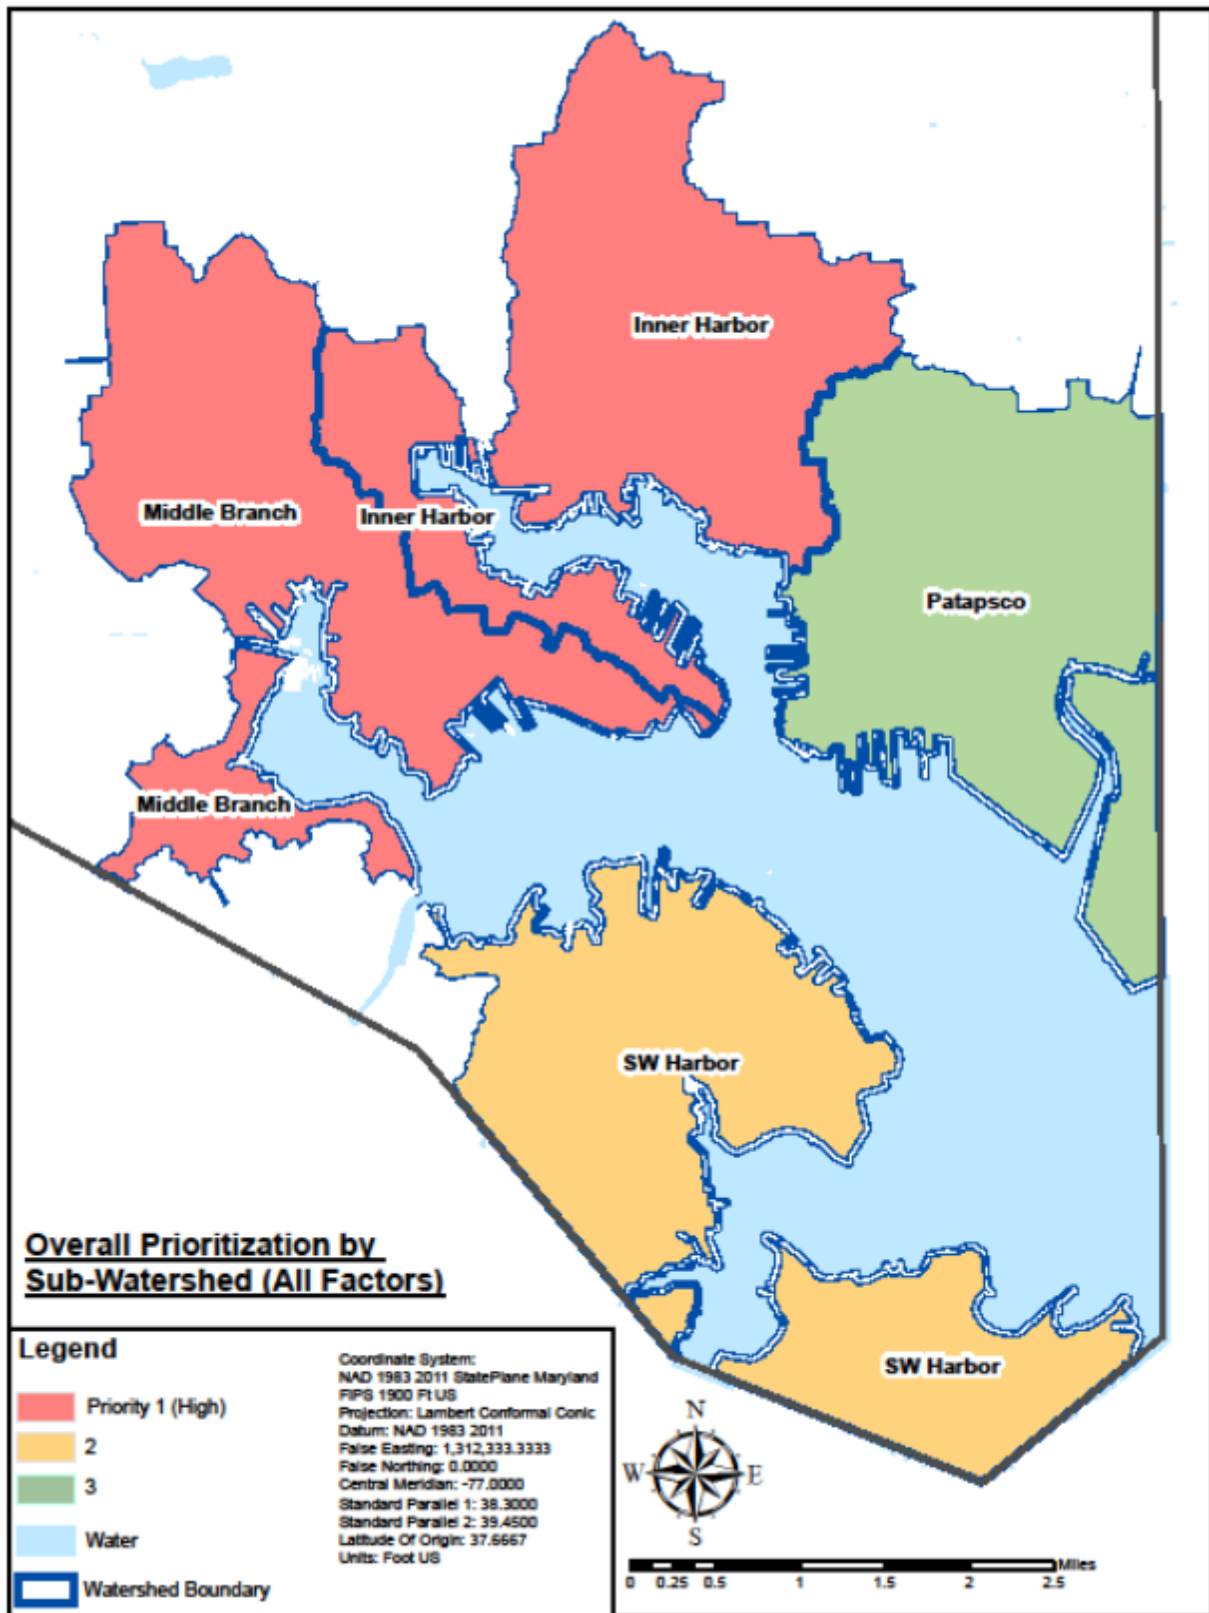 Inner Harbor
Middle Branch
Inner Harbor
Patapsco
Middle Branch
SW Harbor
SW Harbor
Overall Prioritization by
Sub-Watershed (All Factors)
Legend
Priority 1 (High)
2
3
Water
Watershed Boundary
Coordinate System:
NAD 1983 2011 StatePlane Maryland
FIPS 1900 Ft US
Projection: Lambert Conformal Conic
Datum: NAD 1983 2011
False Easting: 1,312,333.3333
False Northing: 0.0000
Central Meridian: -77.0000
Standard Parallel 1: 38.3000
Standard Parallel 2: 39.4500
Latitude Of Origin: 37.6667
Units: Foot US
N
W E
S
Miles
0 0.25 0.5 1 1.5 2 2.5